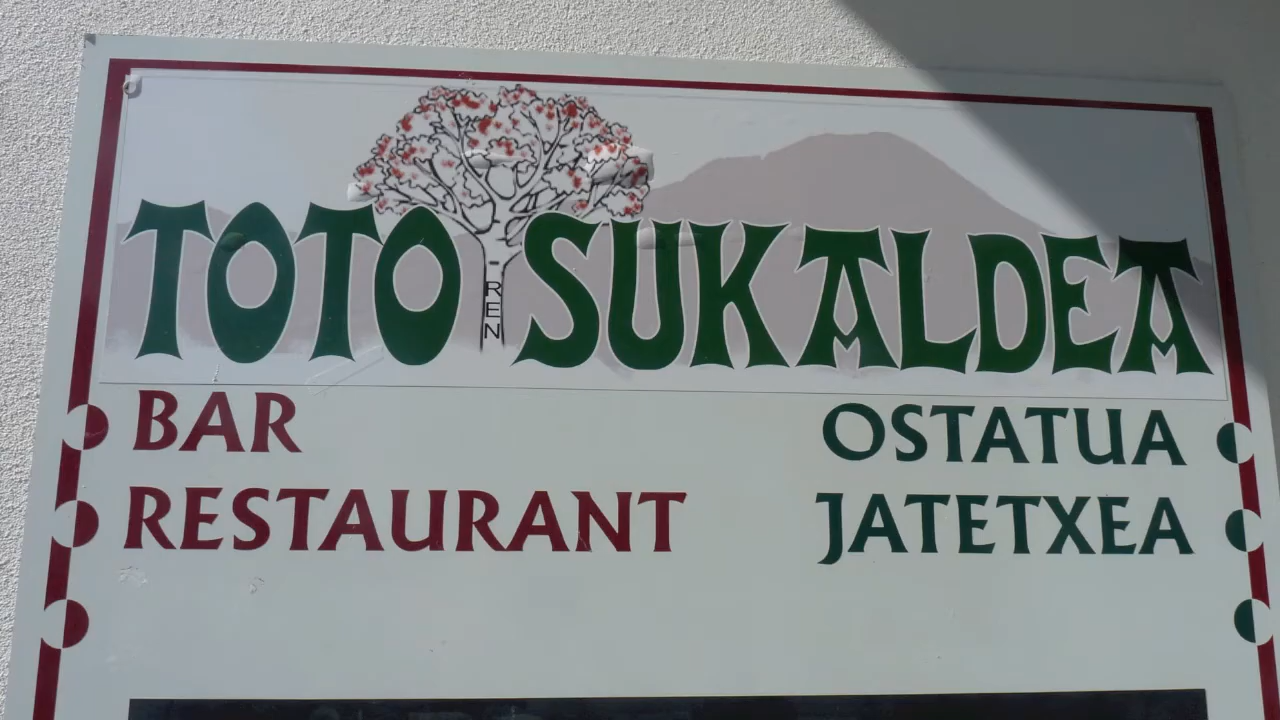 TOTO-REN SUKALDEA
BAR
OSTATUA
RESTAURANT
JATETXEA